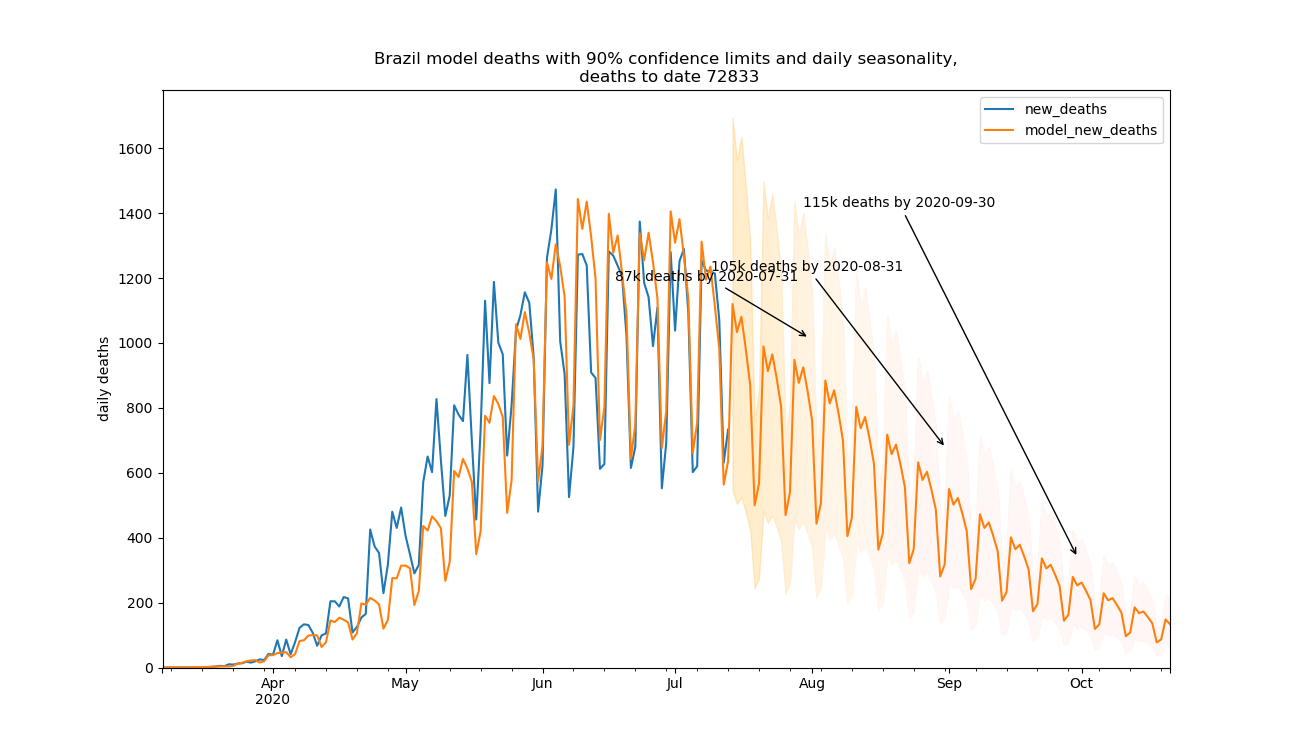 Brazil model deaths with 90% confidence limits and daily seasonality,
deaths to date 72833
new_deaths
model_new_deaths
115k deaths by 2020-09-30
105k deaths by 2020-08-31
87k deaths by 2020-07-31
daily deaths
1600
1400
1200
1000
800
600
400
200
0
Apr May Jun Jul Aug Sep Oct
2020